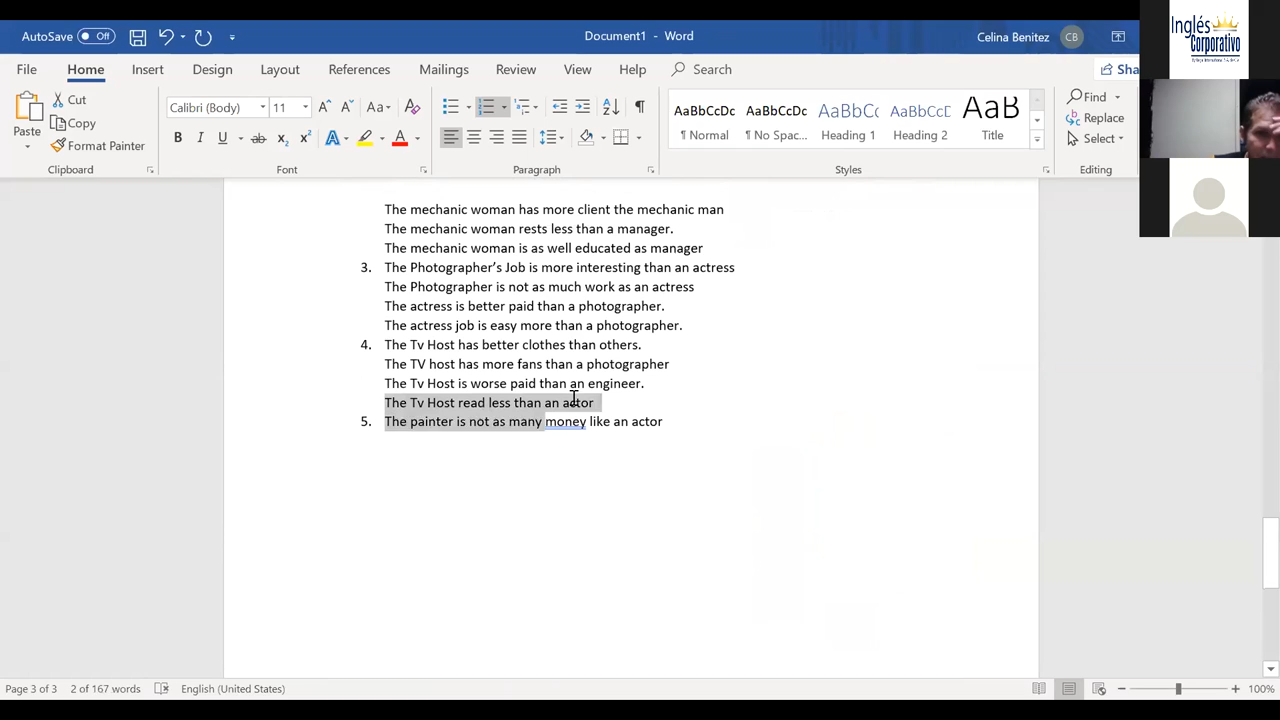 AutoSave Off
Document1 - Word
Celina Benitez CB
Inglés
Corporativo
File Home Insert Design Layout References Mailings Review View Help Search Sha
Paste Cut
Copy
Format Painter
Clipboard
Calibri (Body) 11
Font
Paragraph
AaBbCcDc AaBbCcDc AaBbCc AaBbCcD AaB
¶ Normal ¶ No Spac... Heading 1 Heading 2 Title
Styles
Find
Replace
Select
Editing
The mechanic woman has more client the mechanic man
The mechanic woman rests less than a manager.
The mechanic woman is as well educated as manager
3. The Photographer’s Job is more interesting than an actress
The Photographer is not as much work as an actress
The actress is better paid than a photographer.
The actress job is easy more than a photographer.
4. The Tv Host has better clothes than others.
The TV host has more fans than a photographer
The Tv Host is worse paid than an engineer.
The Tv Host read less than an actor
5. The painter is not as many money like an actor
Page 3 of 3 2 of 167 words English (United States) 100%